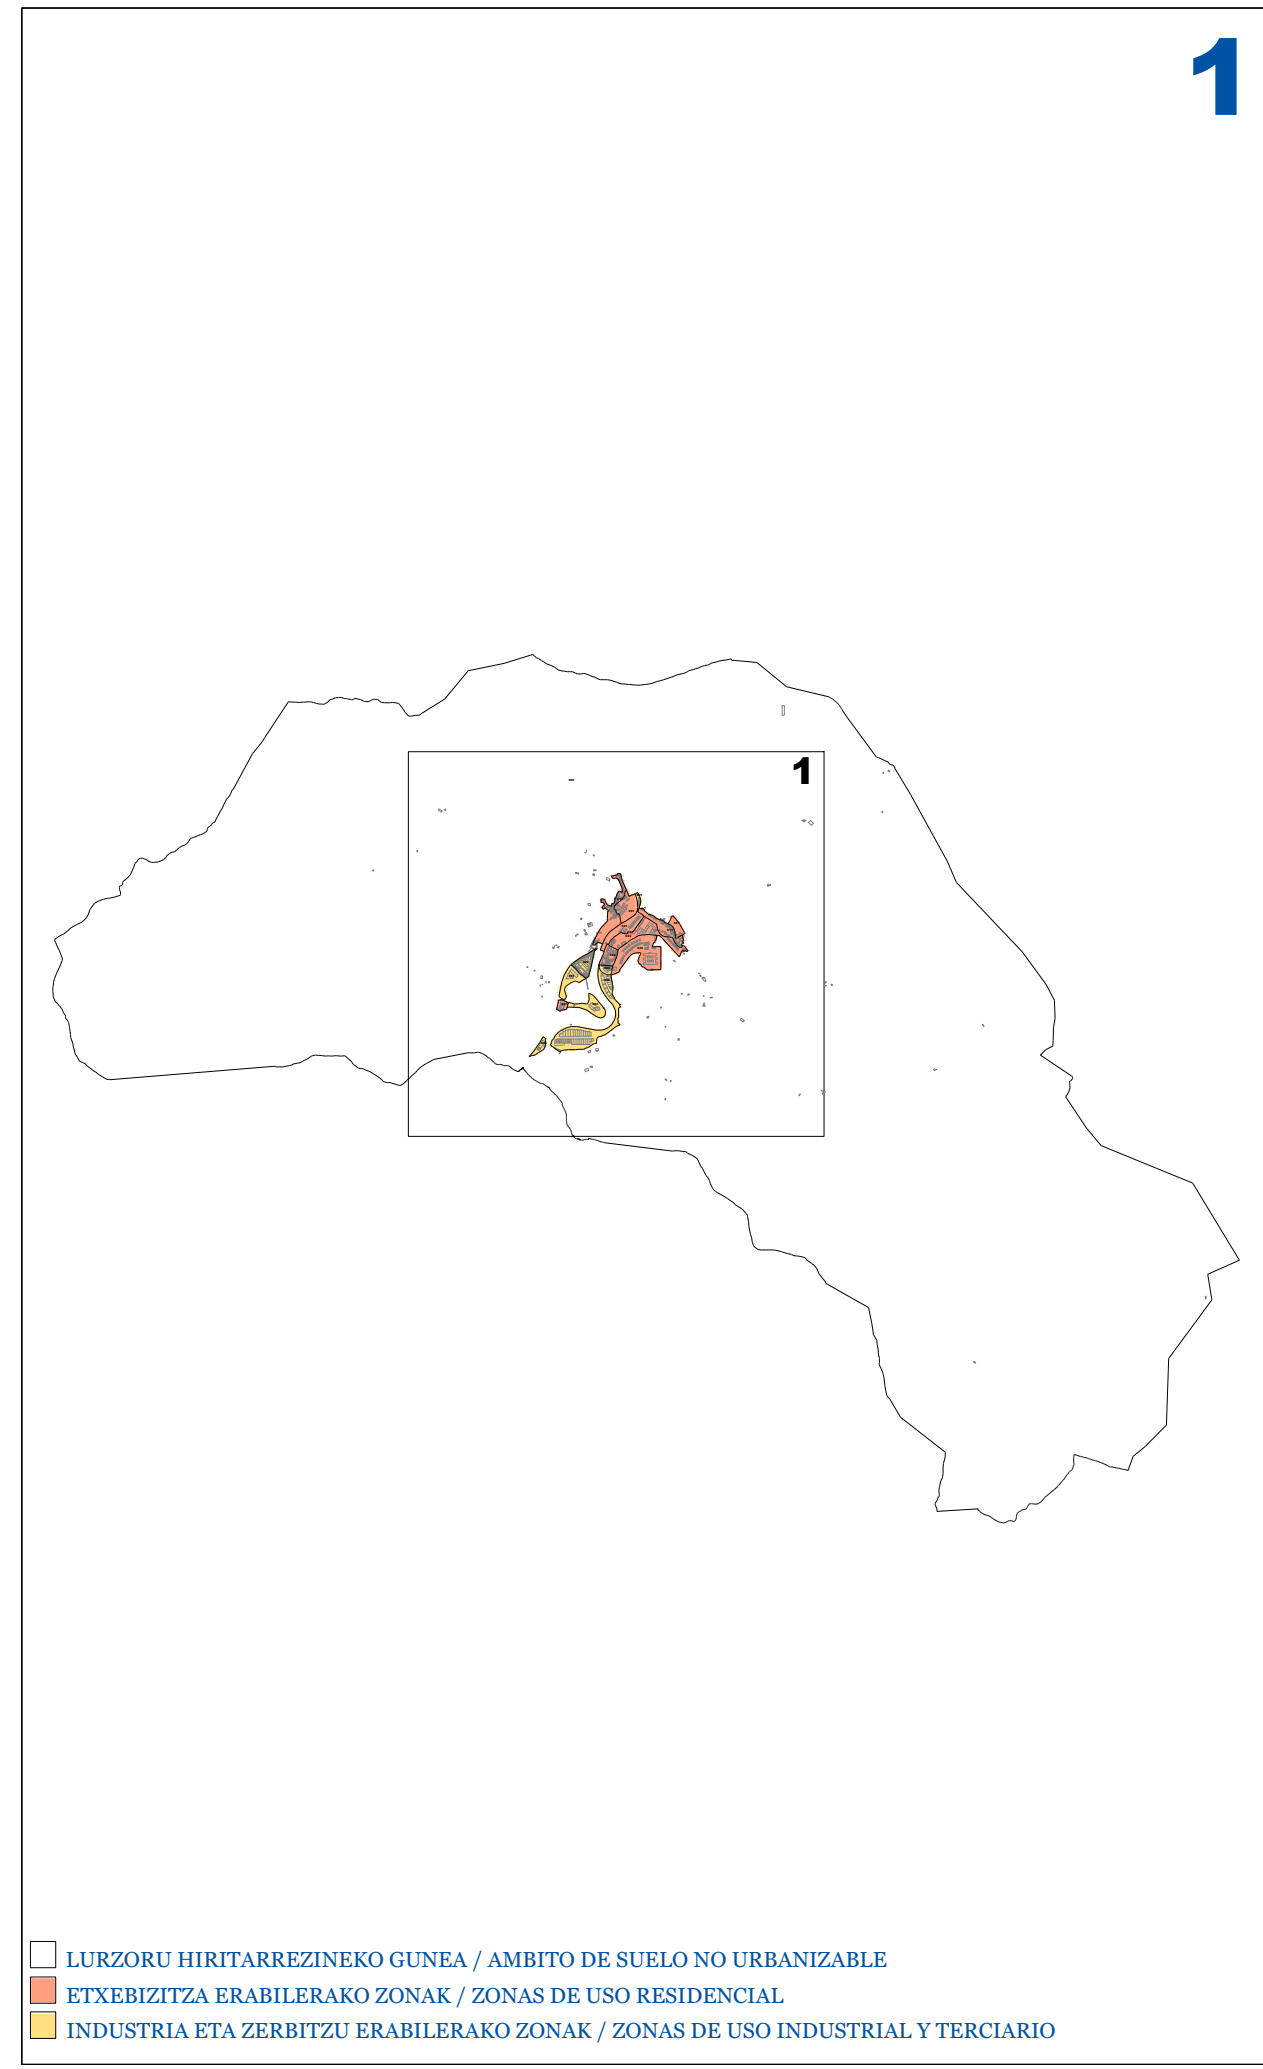 1
1
LURZORU HIRITARREZINEKO GUNEA / AMBITO DE SUELO NO URBANIZABLE
ETXEBIZITZA ERABILERAKO ZONAK / ZONAS DE USO RESIDENCIAL
INDUSTRIA ETA ZERBITZU ERABILERAKO ZONAK / ZONAS DE USO INDUSTRIAL Y TERCIARIO